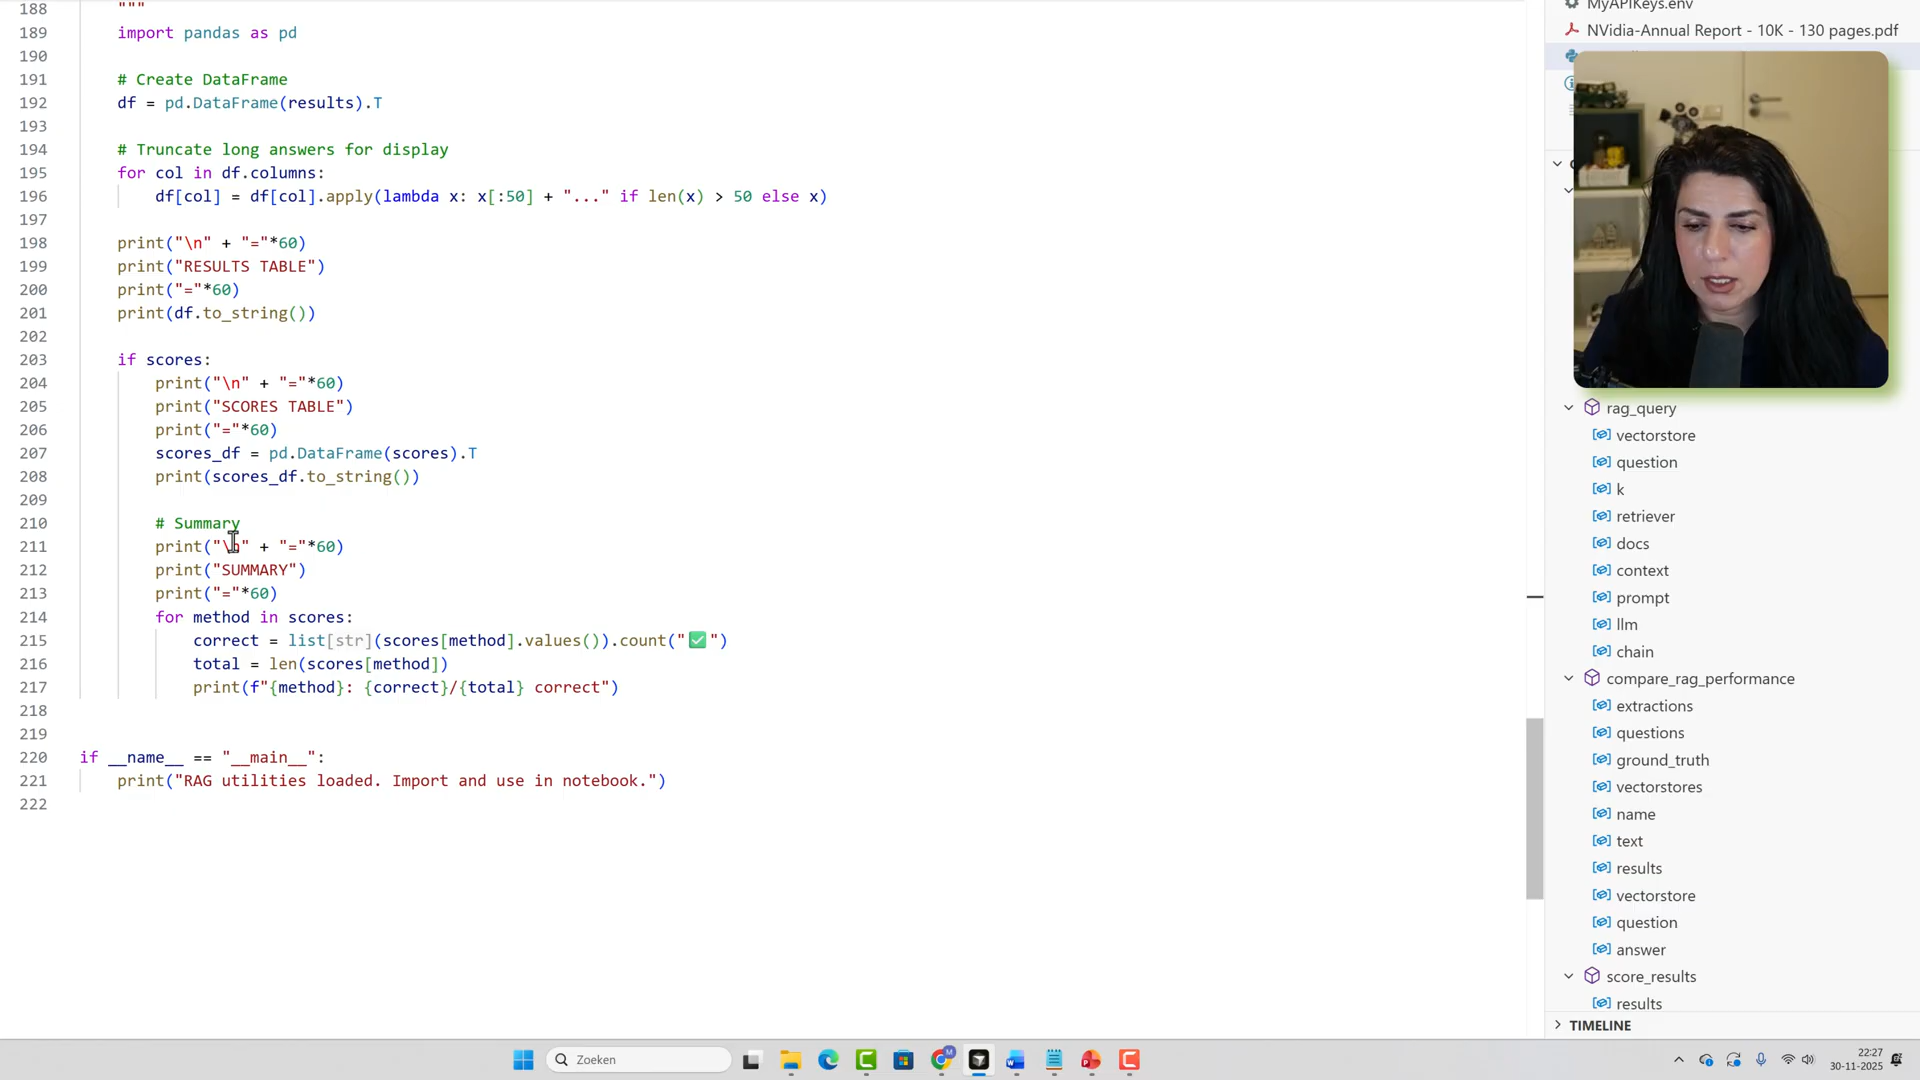 188 """
189 import pandas as pd
190
191 # Create DataFrame
192 df = pd.DataFrame(results).T
193
194 # Truncate long answers for display
195 for col in df.columns:
196 df[col] = df[col].apply(lambda x: x[:50] + "..." if len(x) > 50 else x)
197
198 print("\n" + "="*60)
199 print("RESULTS TABLE")
200 print("="*60)
201 print(df.to_string())
202
203 if scores:
204 print("\n" + "="*60)
205 print("SCORES TABLE")
206 print("="*60)
207 scores_df = pd.DataFrame(scores).T
208 print(scores_df.to_string())
209
210 # Summary
211 print("\n" + "="*60)
212 print("SUMMARY")
213 print("="*60)
214 for method in scores:
215 correct = list[str](scores[method].values()).count("✅")
216 total = len(scores[method])
217 print(f"{method}: {correct}/{total} correct")
218
219
220 if __name__ == "__main__":
221 print("RAG utilities loaded. Import and use in notebook.")
222
MyAPIKeys.env
NVidia-Annual Report - 10K - 130 pages.pdf
rag_query
vectorstore
question
k
retriever
docs
context
prompt
llm
chain
compare_rag_performance
extractions
questions
ground_truth
vectorstores
name
text
results
vectorstore
question
answer
score_results
results
TIMELINE
Zoeken
22:27
30-11-2025